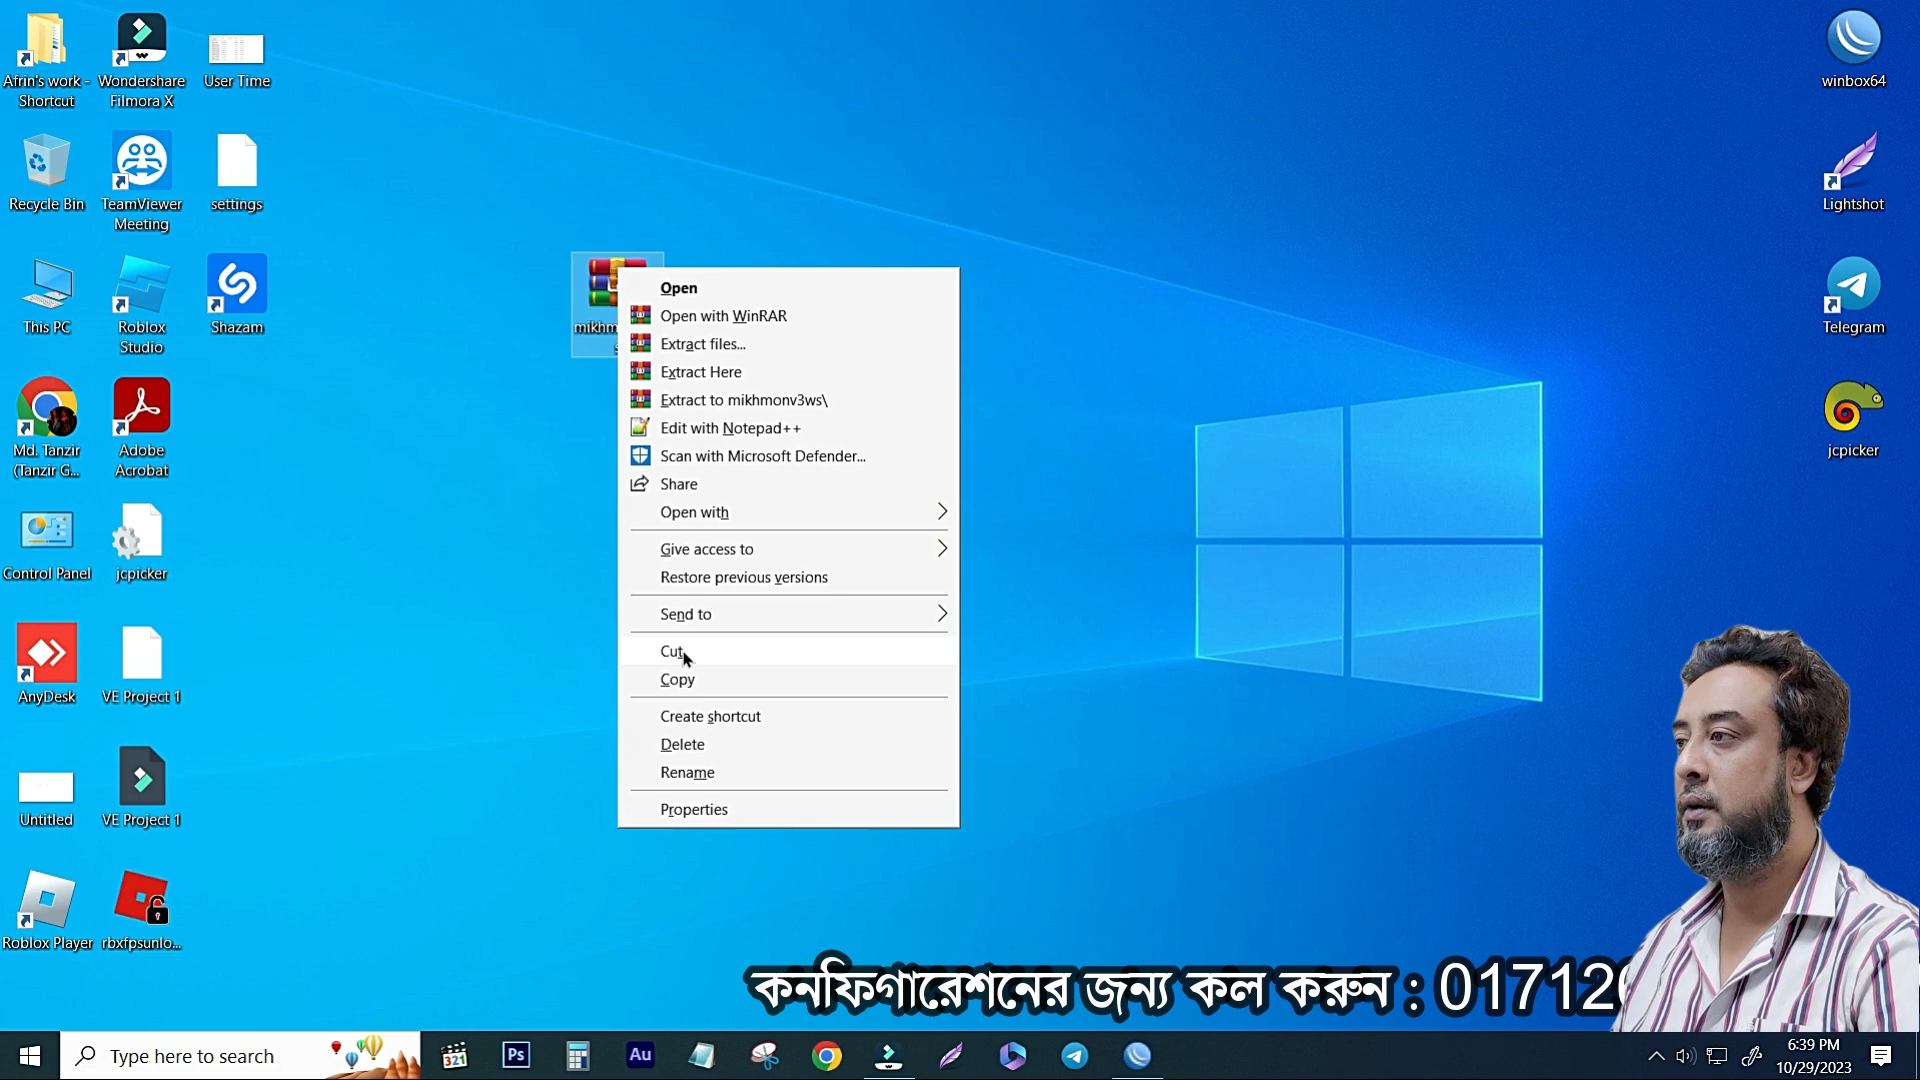 Afrin's work -
Shortcut
Wondershare
Filmora X
User Time
Recycle Bin
TeamViewer
Meeting
settings
This PC
Roblox
Studio
Shazam
Md. Tanzir
(Tanzir G...
Adobe
Acrobat
Control Panel
jcpicker
AnyDesk
VE Project 1
Untitled
VE Project 1
Roblox Player
rbxfpsunlo...
mikhm
Open
Open with WinRAR
Extract files...
Extract Here
Extract to mikhmonv3ws\
Edit with Notepad++
Scan with Microsoft Defender...
Share
Open with
Give access to
Restore previous versions
Send to
Cut
Copy
Create shortcut
Delete
Rename
Properties
winbox64
Lightshot
Telegram
jcpicker
কনফিগারেশনের জন্য কল করুন : 01712
Type here to search
321
Ps
Au
6:39 PM
10/29/2023